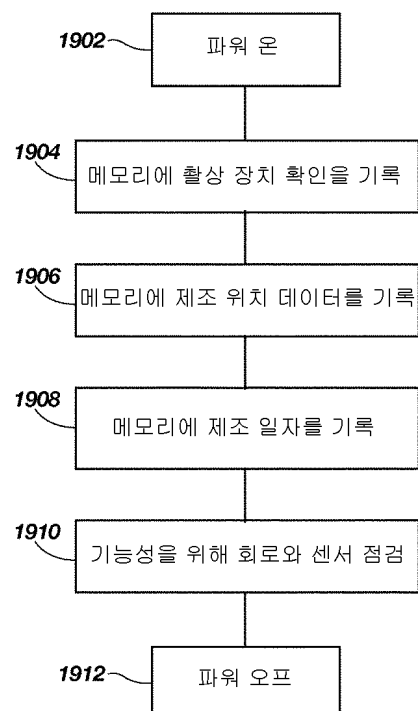 1902
파워 온
1904
메모리에 촬상 장치 확인을 기록
1906
메모리에 제조 위치 데이터를 기록
1908
메모리에 제조 일자를 기록
1910
기능성을 위해 회로와 센서 점검
1912
파워 오프